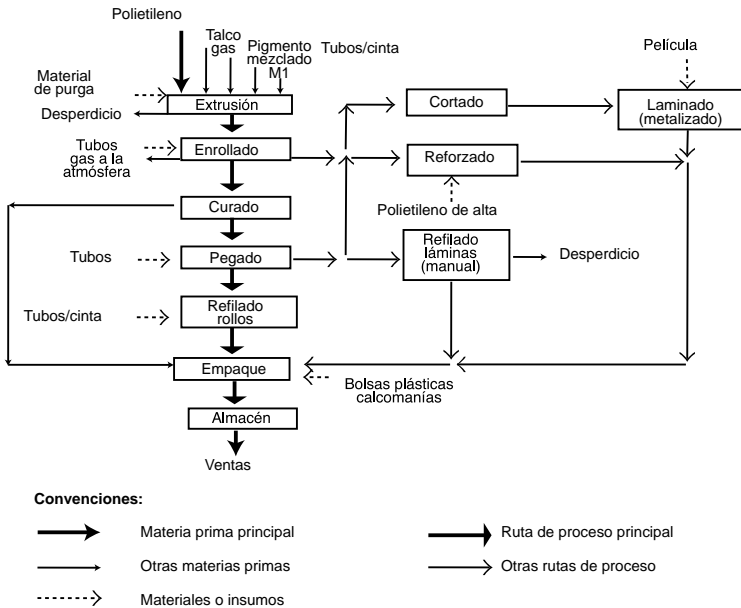 Polietileno
Talco
gas
Pigmento
mezclado
M1
Tubos/cinta
Película
Material
de purga
Desperdicio
Extrusión
Cortado
Laminado
(metalizado)
Tubos
gas a la
atmósfera
Enrollado
Reforzado
Polietileno de alta
Curado
Tubos
Pegado
Refilado
láminas
(manual)
Desperdicio
Tubos/cinta
Refilado
rollos
Empaque
Bolsas plásticas
calcomanías
Almacén
Ventas
Convenciones:
Materia prima principal
Ruta de proceso principal
Otras materias primas
Otras rutas de proceso
Materiales o insumos